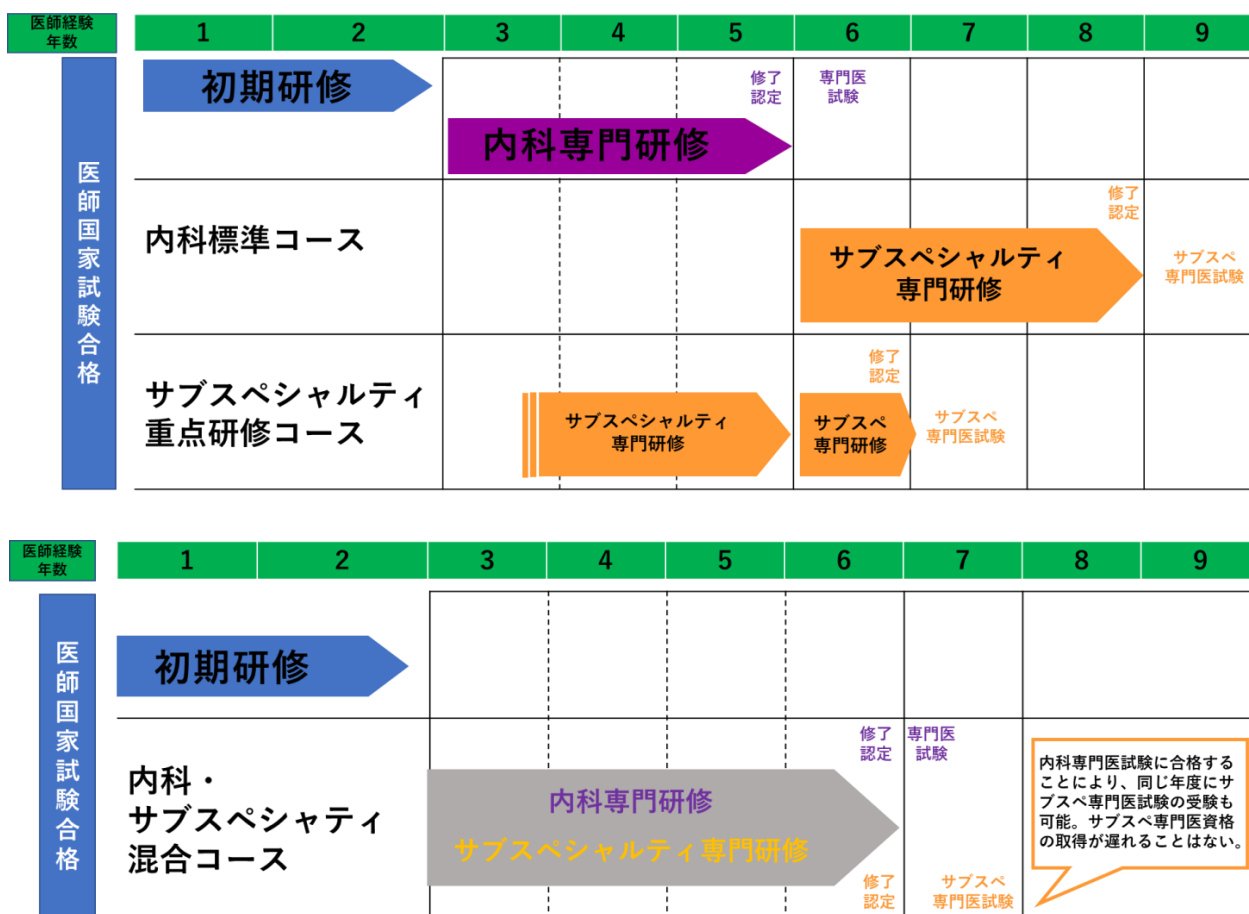 医師経験
年数
1
2
3
4
5
6
7
8
9
医師国家試験合格
初期研修
修了
認定
専門医
試験
内科専門研修
内科標準コース
修了
認定
サブスペシャルティ
専門研修
サブスペ
専門医試験
サブスペシャルティ
重点研修コース
サブスペシャルティ
専門研修
修了
認定
サブスペ
専門研修
サブスペ
専門医試験
医師経験
年数
1
2
3
4
5
6
7
8
9
医師国家試験合格
初期研修
内科・
サブスペシャティ
混合コース
修了
認定
専門医
試験
内科専門研修
サブスペシャルティ専門研修
修了
認定
サブスペ
専門医試験
内科専門医試験に合格する
ことにより、同じ年度にサ
ブスペ専門医試験の受験も
可能。サブスペ専門医資格
の取得が遅れることはない。